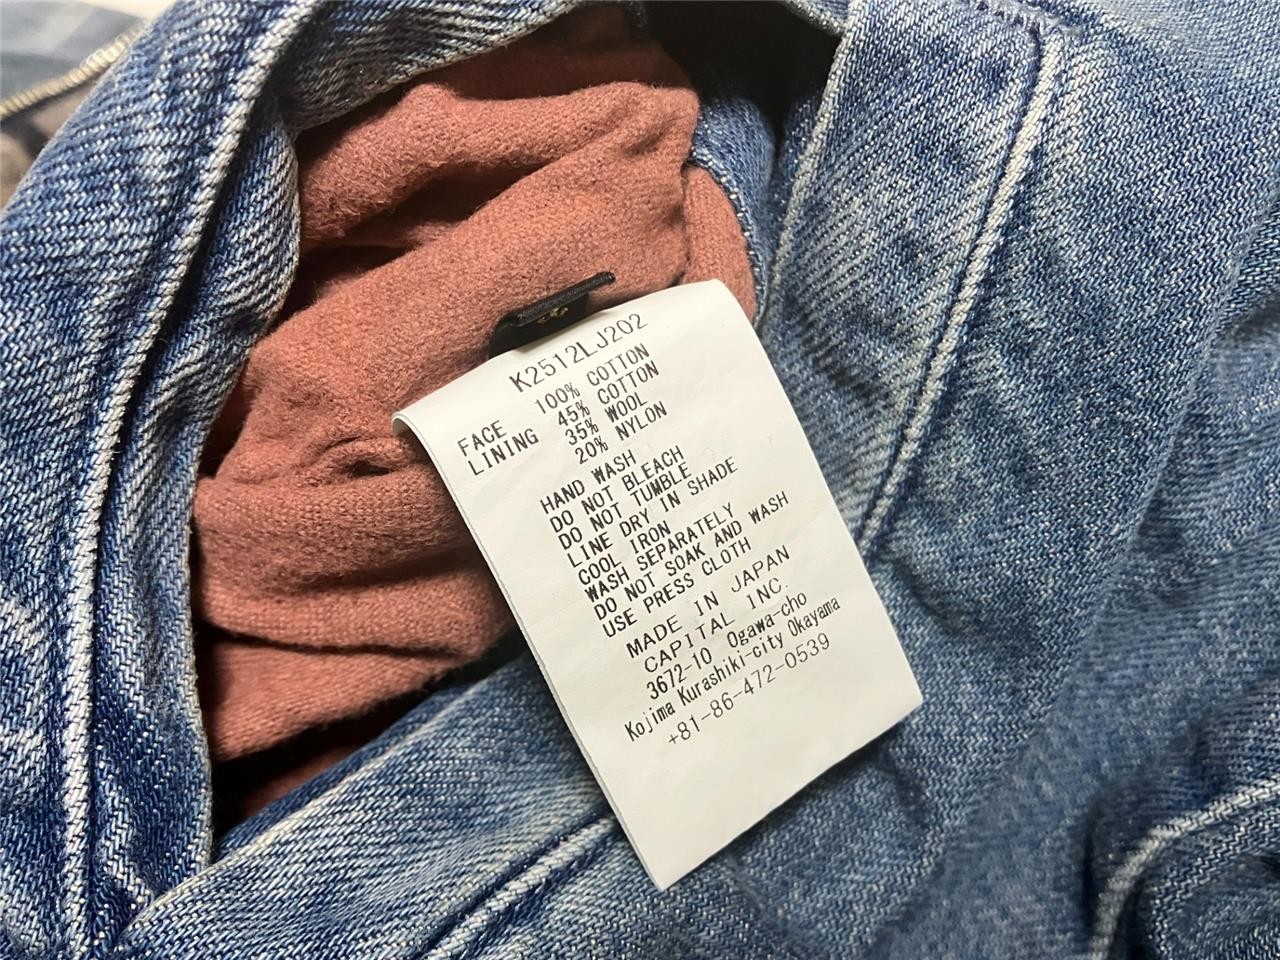 K2512LJ202
FACE 100% COTTON
LINING 45% COTTON
35% WOOL
20% NYLON
HAND WASH
DO NOT BLEACH
DO NOT TUMBLE
LINE DRY IN SHADE
COOL IRON
WASH SEPARATELY
DO NOT SOAK AND WASH
USE PRESS CLOTH
MADE IN JAPAN
CAPITAL INC.
3672-10 Ogawa-cho
Kojima Kurashiki-city Okayama
+81-86-472-0539